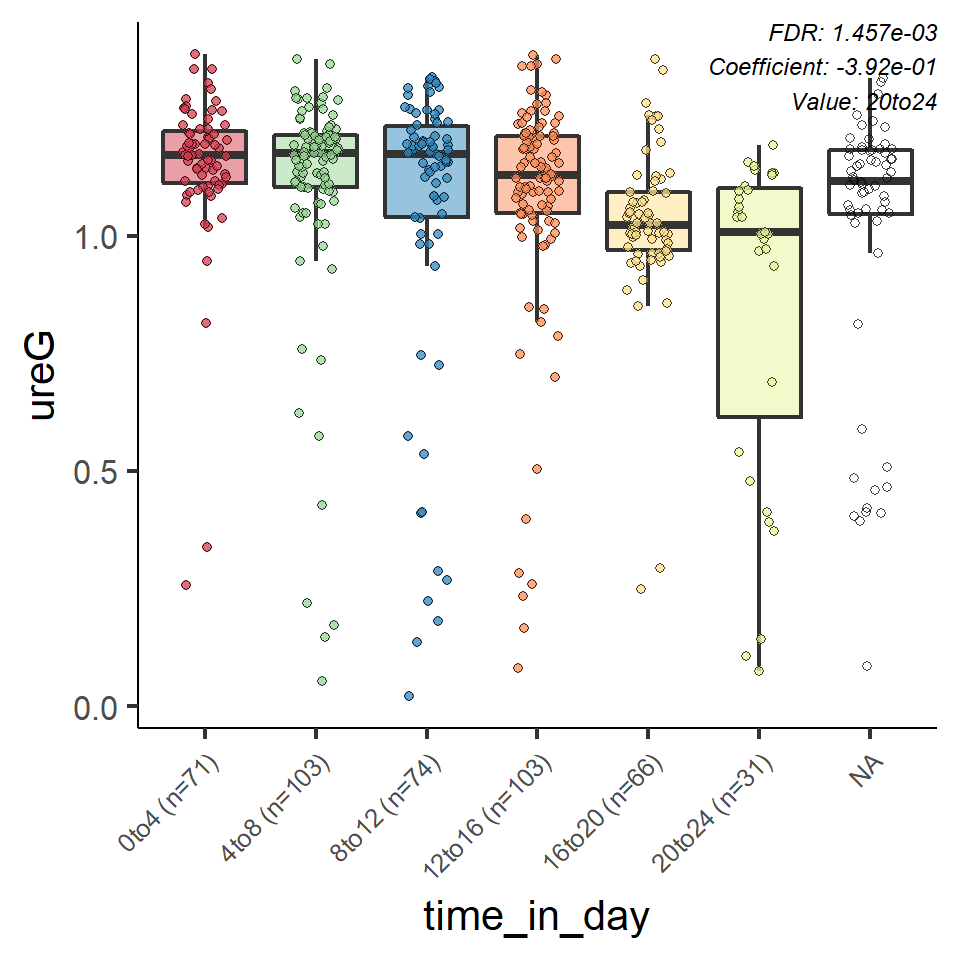 FDR: 1.457e-03
Coefficient: -3.92e-01
Value: 20to24
ureG
1.0
0.5
0.0
0to4 (n=71)
4to8 (n=103)
8to12 (n=74)
12to16 (n=103)
16to20 (n=66)
20to24 (n=31)
NA
time_in_day